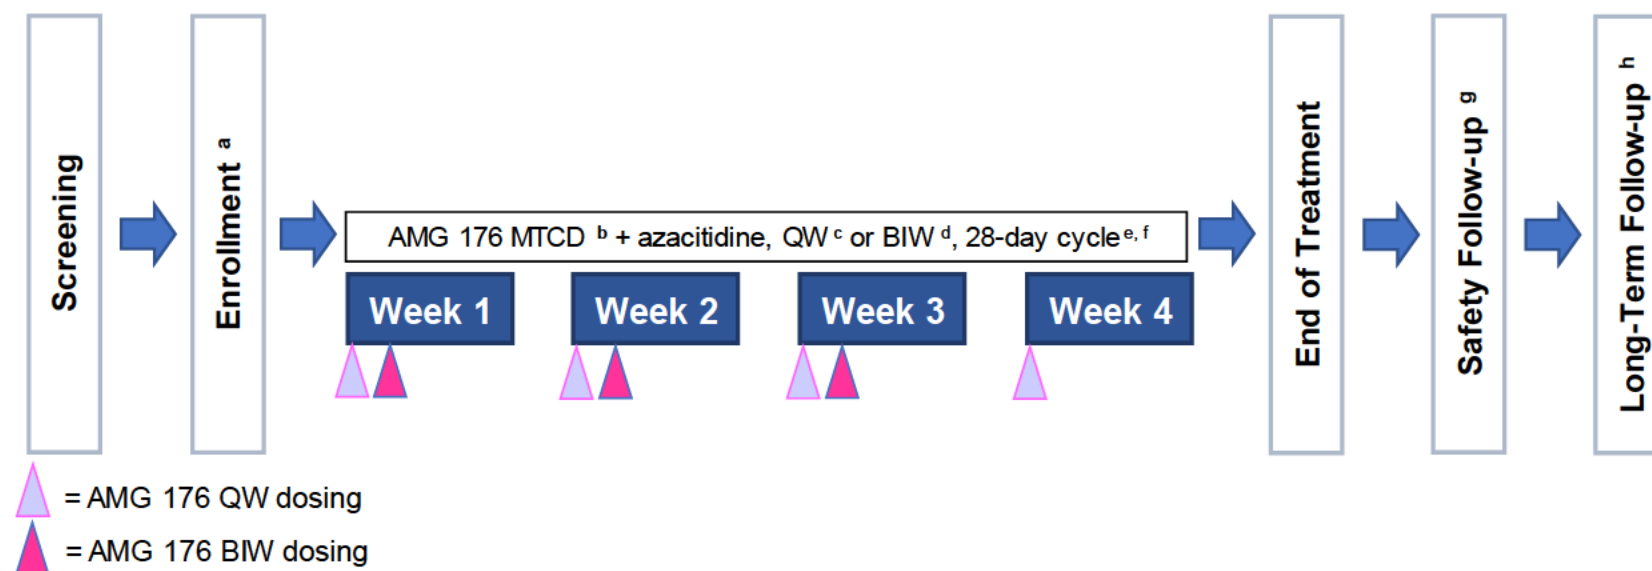 Screening
Enrollment a
AMG 176 MTCD b + azacitidine, QW c or BIW d, 28-day cycle e, f
Week 1
Week 2
Week 3
Week 4
End of Treatment
Safety Follow-up g
Long-Term Follow-up h
= AMG 176 QW dosing
= AMG 176 BIW dosing